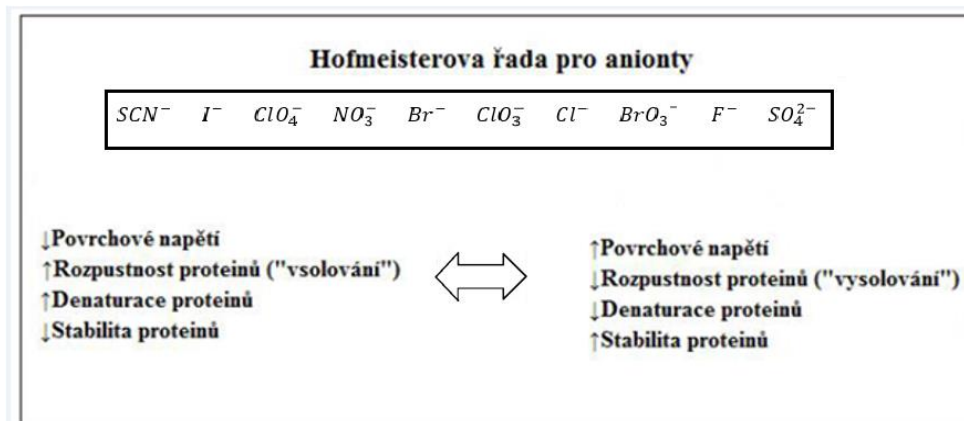 Hofmeisterova řada pro anionty
SCN⁻ I⁻ ClO₄⁻ NO₃⁻ Br⁻ ClO₃⁻ Cl⁻ BrO₃⁻ F⁻ SO₄²⁻
↓Povrchové napětí
↑Rozpustnost proteinů ("vsolování")
↑Denaturace proteinů
↓Stabilita proteinů
↑Povrchové napětí
↓Rozpustnost proteinů ("vysolování")
↓Denaturace proteinů
↑Stabilita proteinů